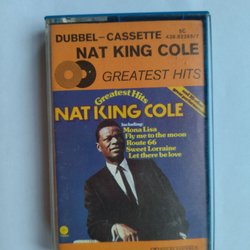 DUBBEL-CASSETTE
NAT KING COLE
GREATEST HITS
Greatest Hits
NAT KING COLE
Including:
Mona Lisa
Fly me to the moon
Route 66
Sweet Lorraine
Let there be love